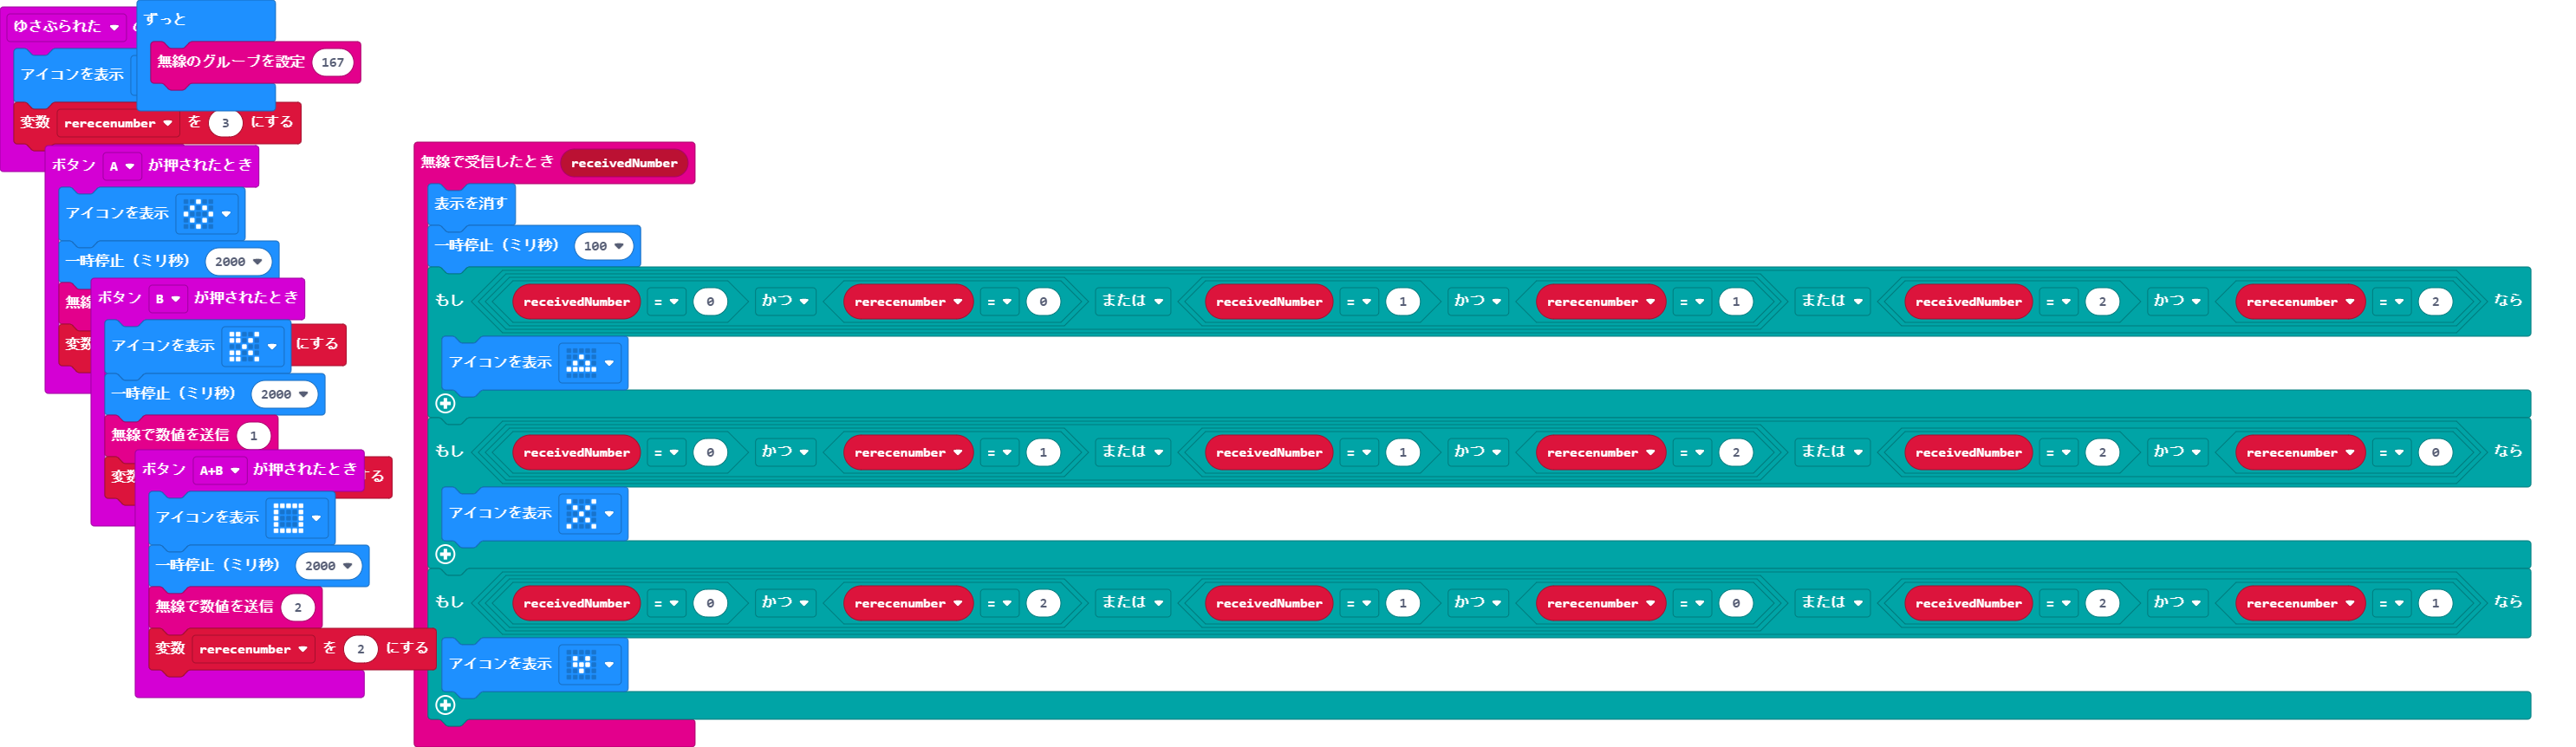 ゆさぶられた
アイコンを表示
変数 rerecenumber を 3 にする
ずっと
無線のグループを設定 167
ボタン A が押されたとき
アイコンを表示
一時停止（ミリ秒） 2000
無線
変数 にする
ボタン B が押されたとき
アイコンを表示
一時停止（ミリ秒） 2000
無線で数値を送信 1
変数 する
ボタン A+B が押されたとき
アイコンを表示
一時停止（ミリ秒） 2000
無線で数値を送信 2
変数 rerecenumber を 2 にする
無線で受信したとき receivedNumber
表示を消す
一時停止（ミリ秒） 100
もし receivedNumber = 0 かつ rerecenumber = 0 または receivedNumber = 1 かつ rerecenumber = 1 または receivedNumber = 2 かつ rerecenumber = 2 なら
アイコンを表示
もし receivedNumber = 0 かつ rerecenumber = 1 または receivedNumber = 1 かつ rerecenumber = 2 または receivedNumber = 2 かつ rerecenumber = 0 なら
アイコンを表示
もし receivedNumber = 0 かつ rerecenumber = 2 または receivedNumber = 1 かつ rerecenumber = 0 または receivedNumber = 2 かつ rerecenumber = 1 なら
アイコンを表示